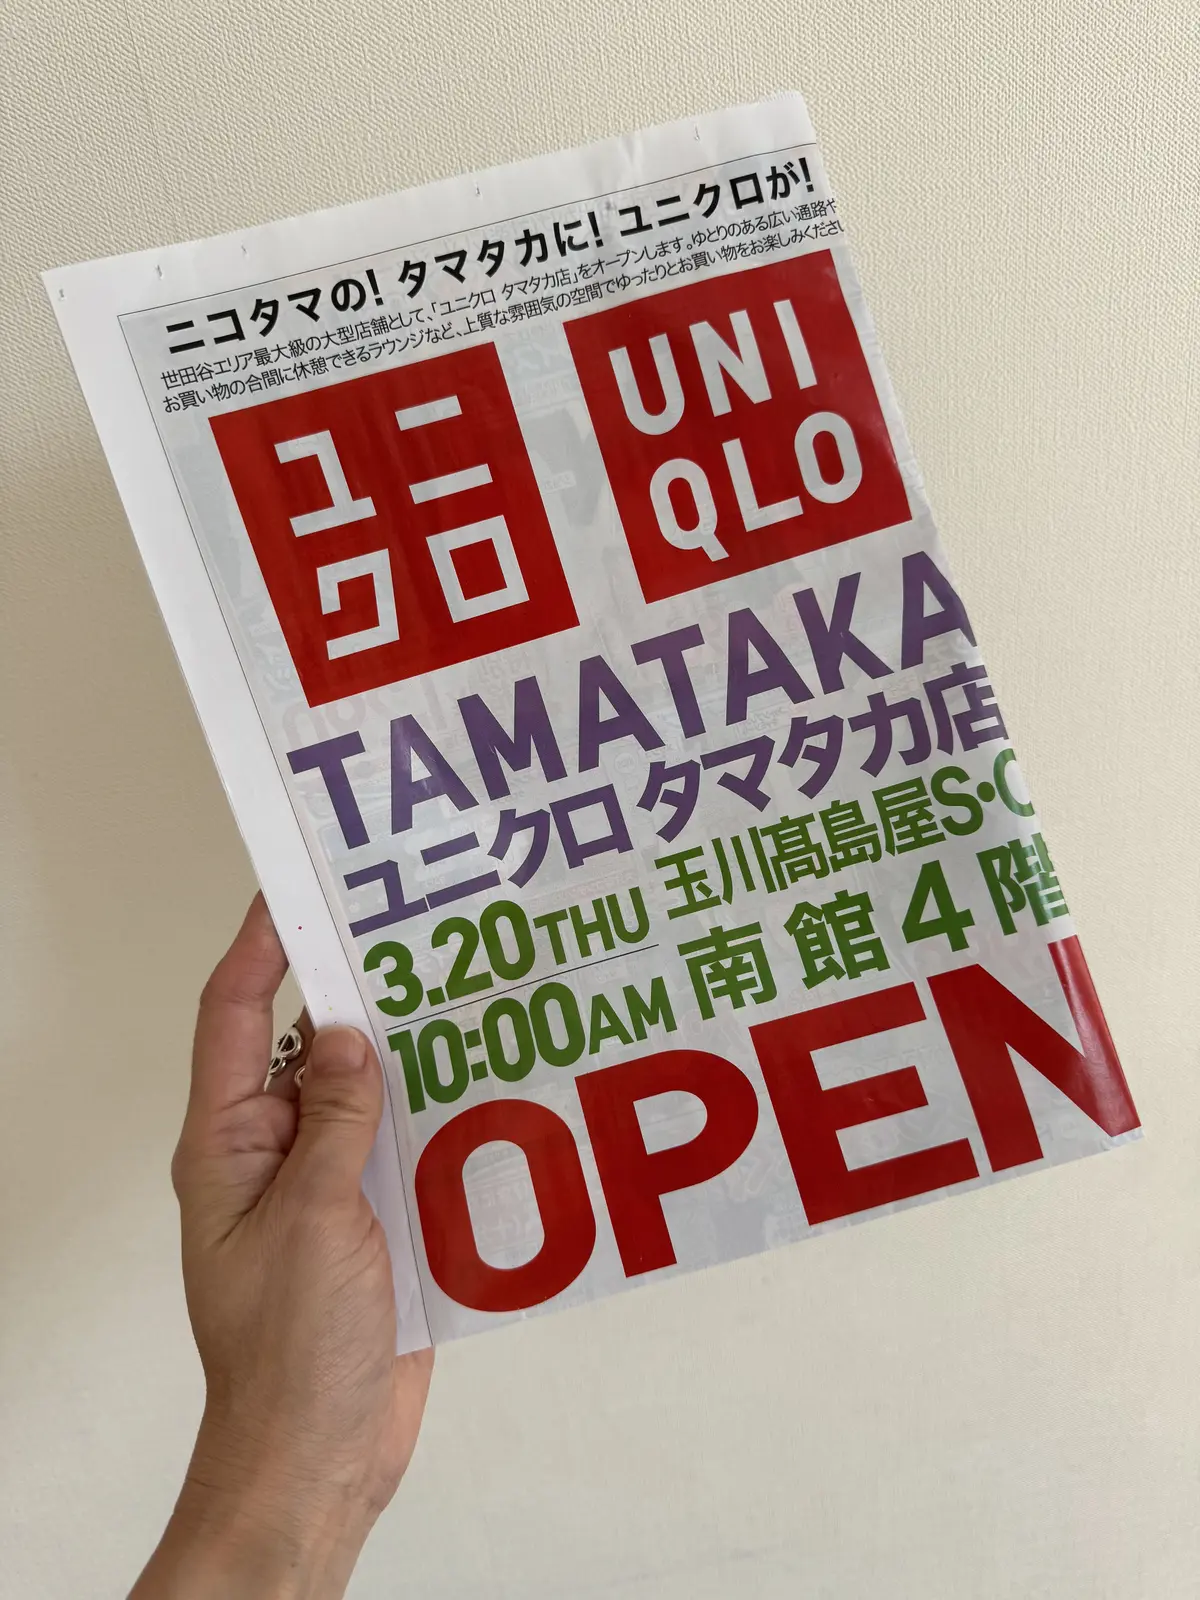 ニコタマの! タマタカに! ユニクロが!
世田谷エリア最大級の大型店舗として、「ユニクロ タマタカ店」をオープンします。ゆとりのある広い通路や
お買い物の合間に休憩できるラウンジなど、上質な雰囲気の空間でゆったりとお買い物をお楽しみください
ユニ
クロ
UNI
QLO
TAMATAKA
ユニクロ タマタカ店
3.20THU
10:00AM
玉川髙島屋S・C
南館4階
OPEN